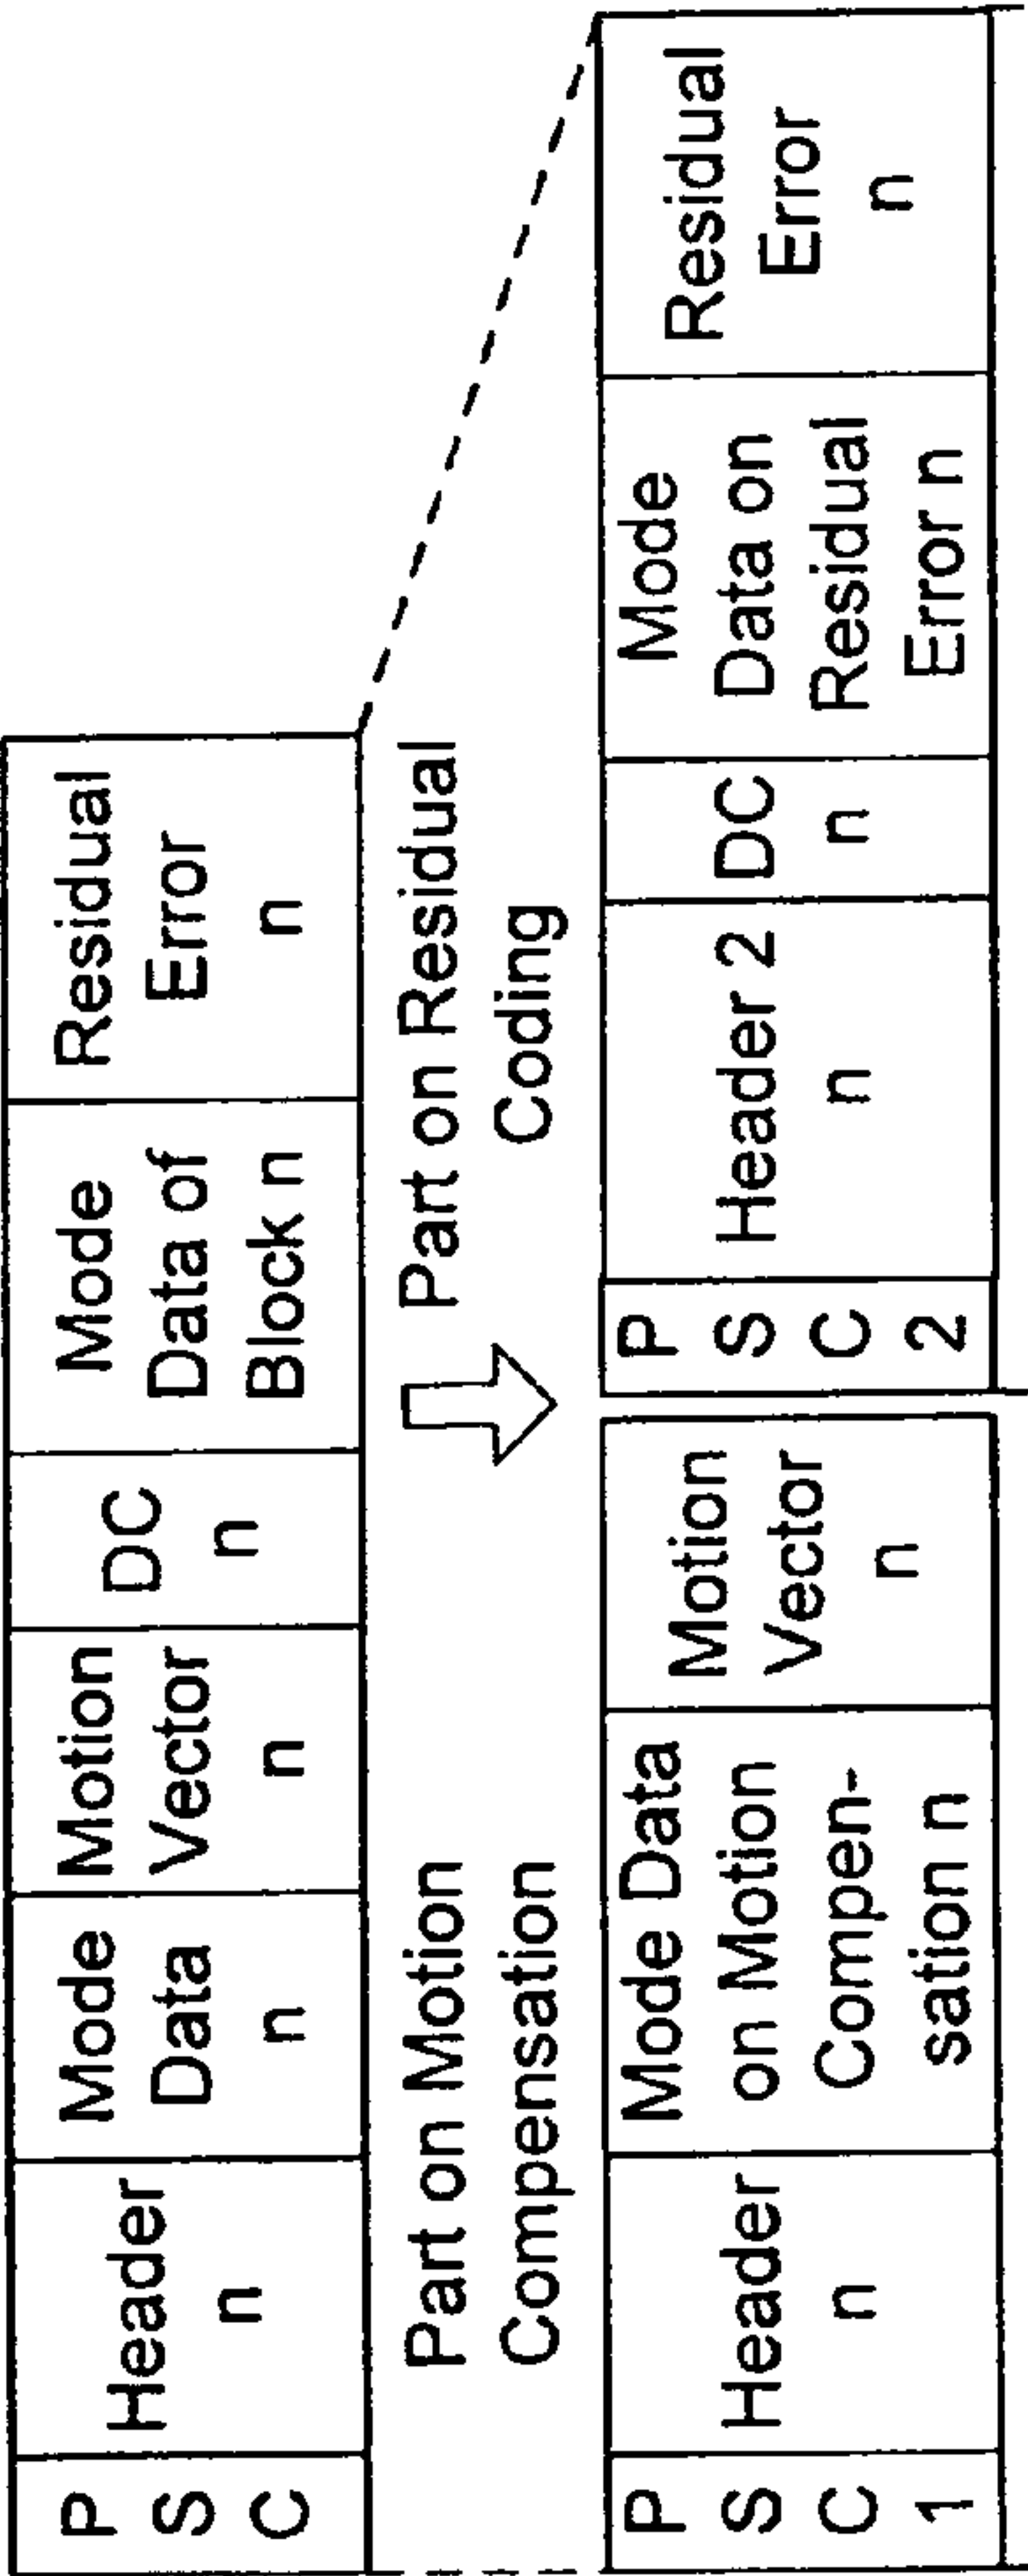 P
S
C
Header
n
Mode
Data
n
Motion
Vector
n
DC
n
Mode
Data of
Block n
Residual
Error
n
Part on Motion
Compensation
Part on Residual
Coding
P
S
C
1
Header
n
Mode Data
on Motion
Compen-
sation n
Motion
Vector
n
P
S
C
2
Header 2
n
DC
n
Mode
Data on
Residual
Error n
Residual
Error
n